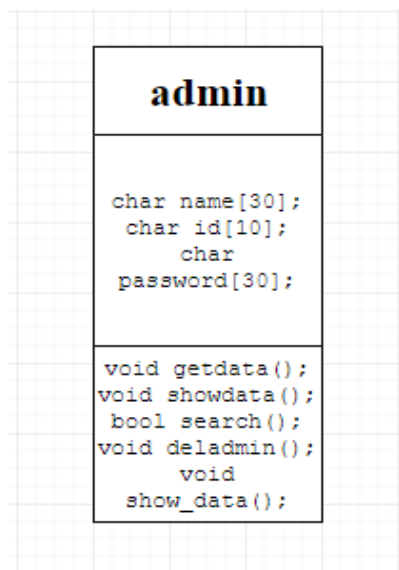 admin
char name[30];
char id[10];
char
password[30];
void getdata();
void showdata();
bool search();
void deladmin();
void
show_data();